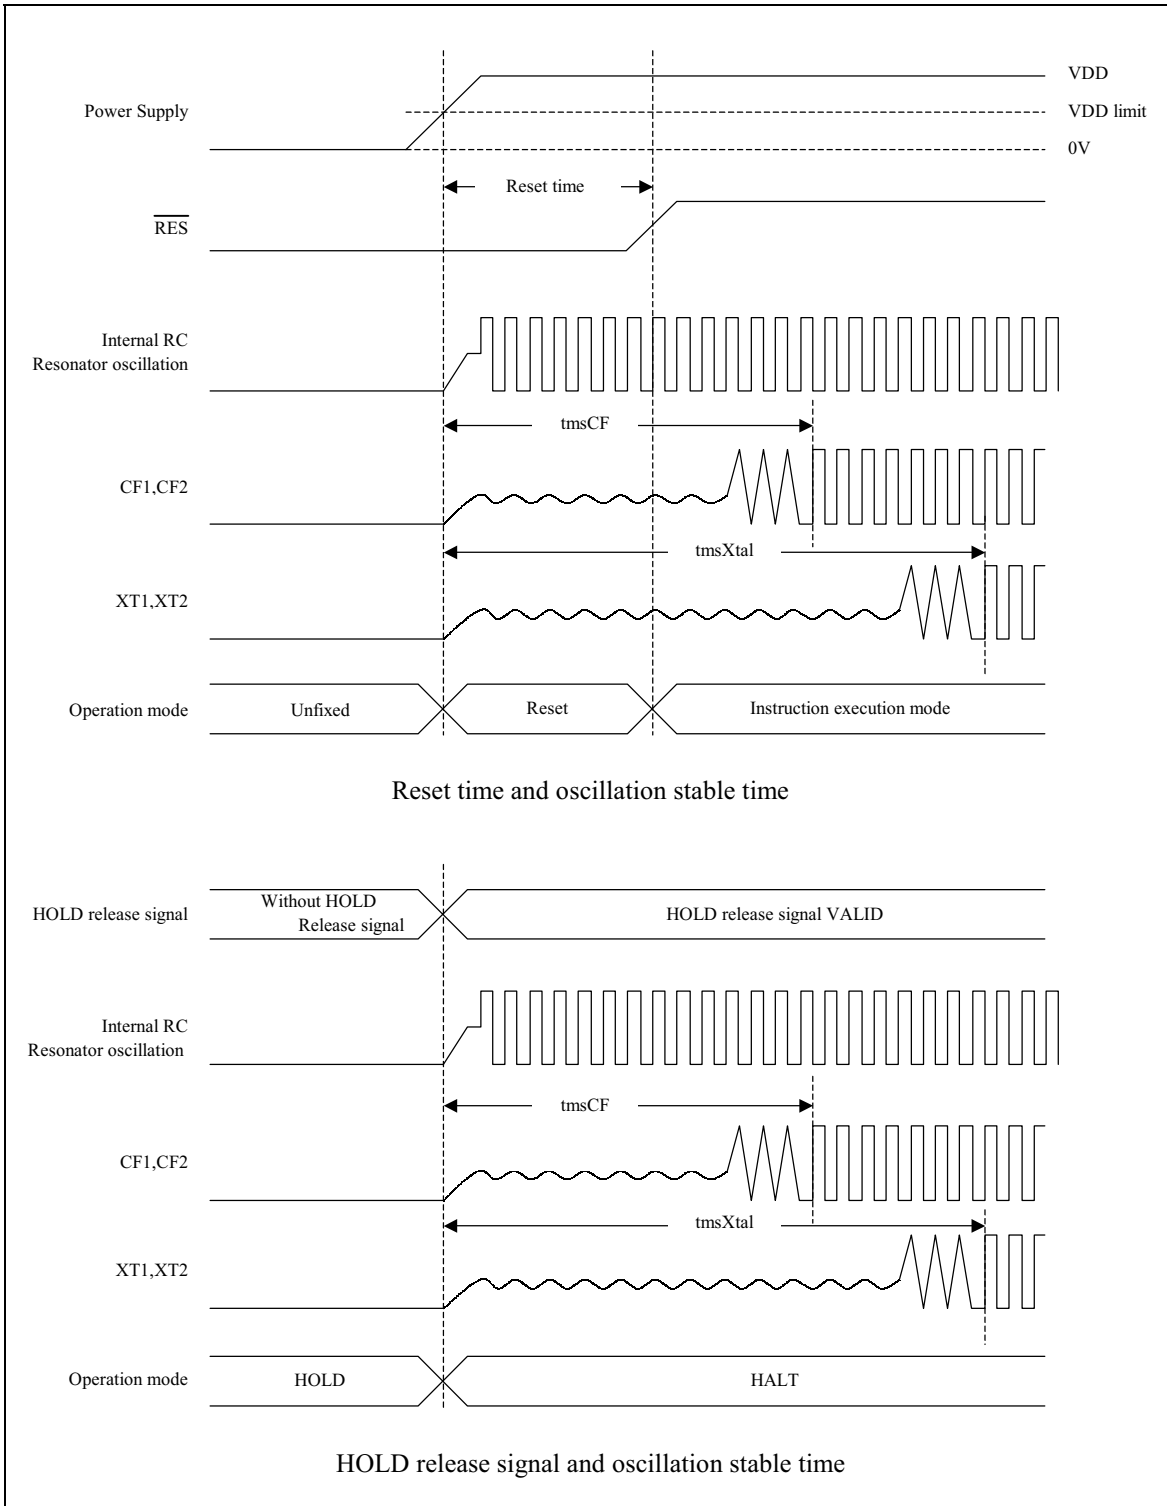 VDD
Power Supply
VDD limit
0V
Reset time
RES
Internal RC
Resonator oscillation
tmsCF
CF1,CF2
tmsXtal
XT1,XT2
Operation mode
Unfixed
Reset
Instruction execution mode
Reset time and oscillation stable time
HOLD release signal
Without HOLD
Release signal
HOLD release signal VALID
Internal RC
Resonator oscillation
tmsCF
CF1,CF2
tmsXtal
XT1,XT2
Operation mode
HOLD
HALT
HOLD release signal and oscillation stable time